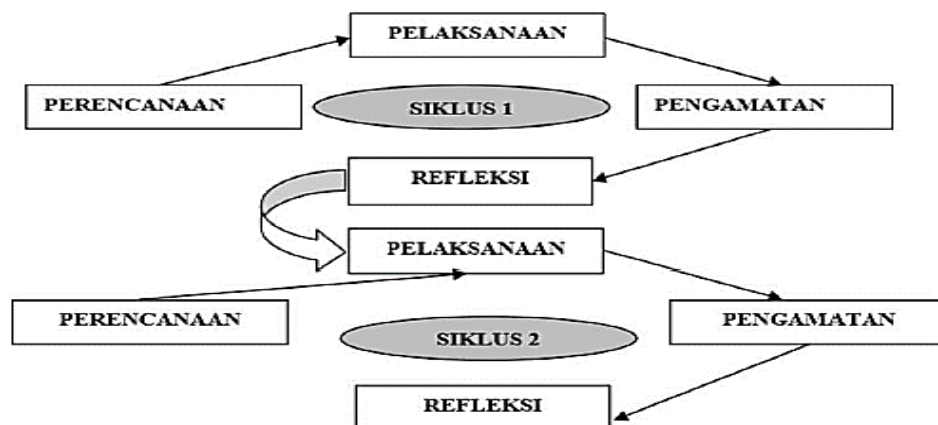 PELAKSANAAN
PERENCANAAN
SIKLUS 1
PENGAMATAN
REFLEKSI
PELAKSANAAN
PERENCANAAN
SIKLUS 2
PENGAMATAN
REFLEKSI